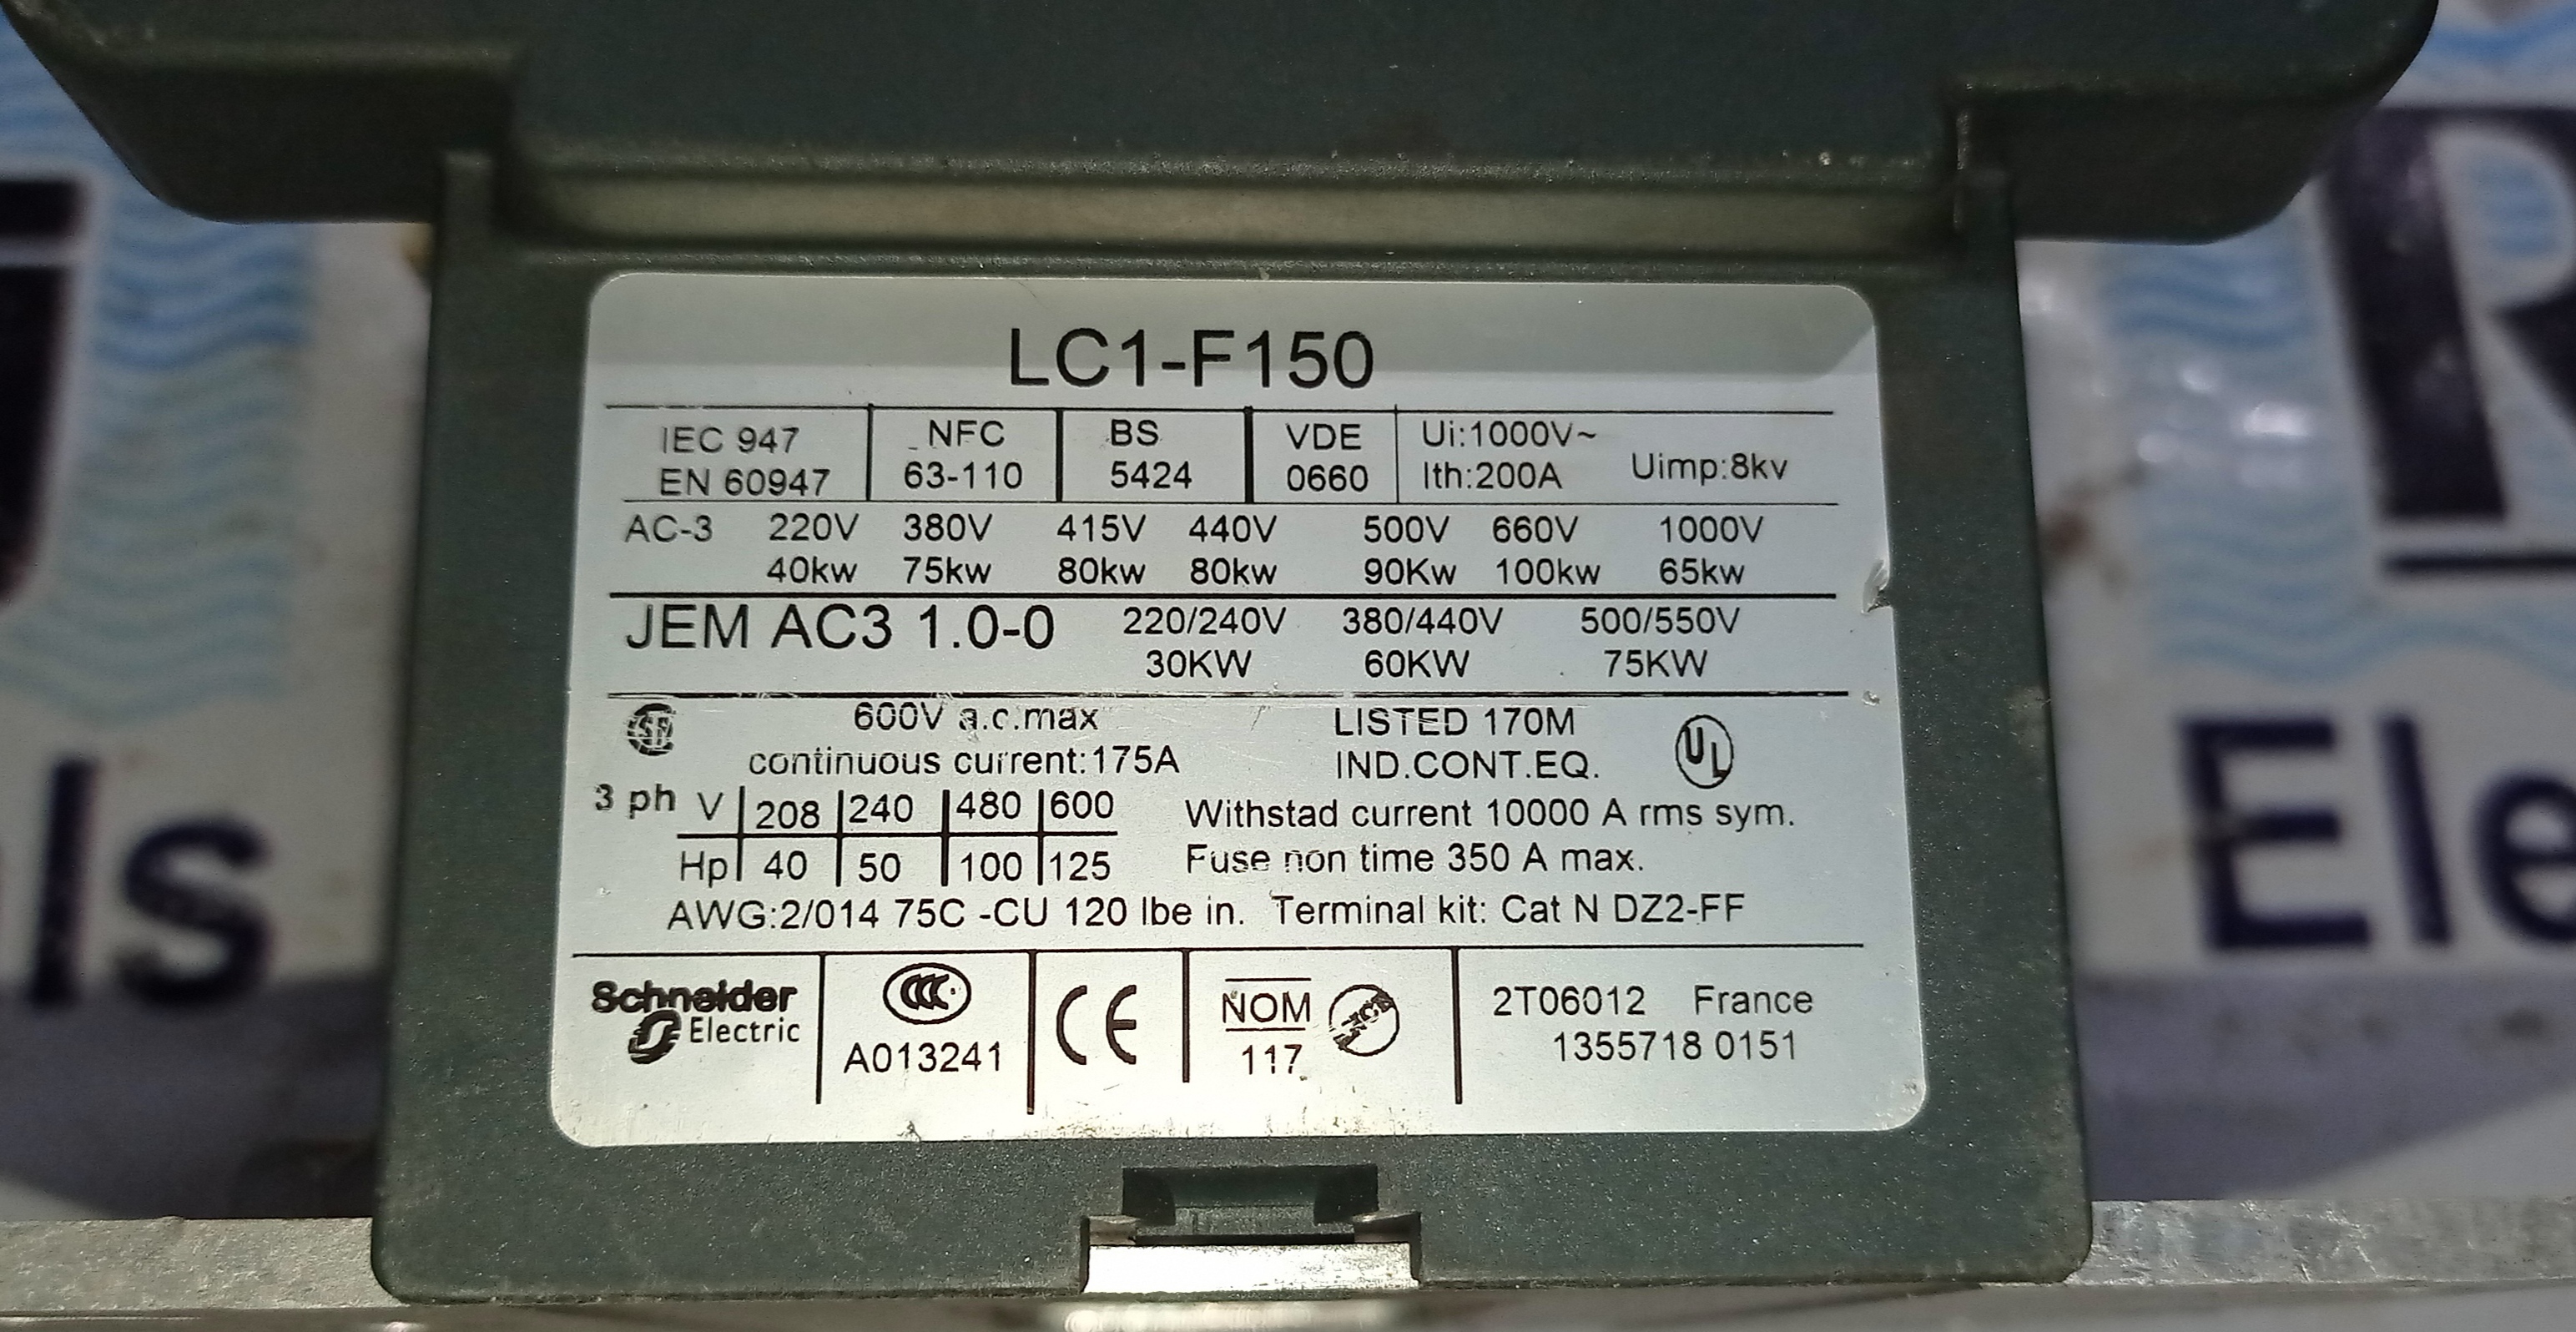 LC1-F150
IEC 947 NFC BS VDE Ui:1000V~
EN 60947 63-110 5424 0660 Ith:200A Uimp:8kv
AC-3 220V 380V 415V 440V 500V 660V 1000V
40kw 75kw 80kw 80kw 90Kw 100kw 65kw
JEM AC3 1.0-0 220/240V 380/440V 500/550V
30KW 60KW 75KW
600V a.c.max LISTED 170M
continuous current:175A IND.CONT.EQ. UL
3 ph V 208 240 480 600 Withstad current 10000 A rms sym.
Hp 40 50 100 125 Fuse non time 350 A max.
AWG:2/014 75C -CU 120 lbe in. Terminal kit: Cat N DZ2-FF
Schneider CCC CE NOM 2T06012 France
Electric A013241 117 1355718 0151
ls
Ele
R